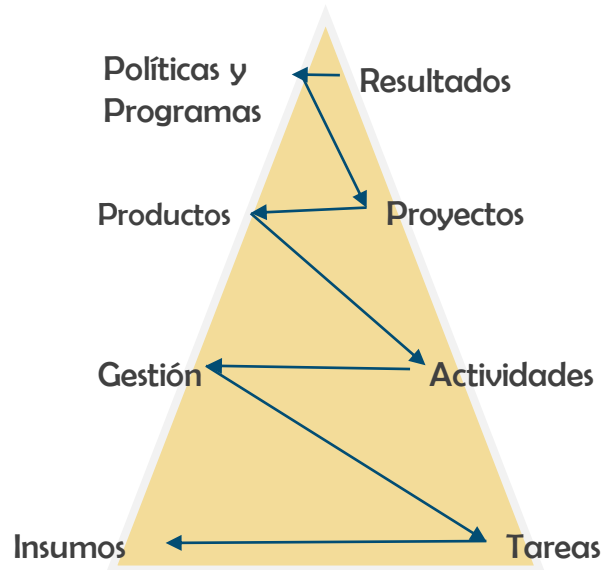 Políticas y
Programas
Resultados
Productos
Proyectos
Gestión
Actividades
Insumos
Tareas